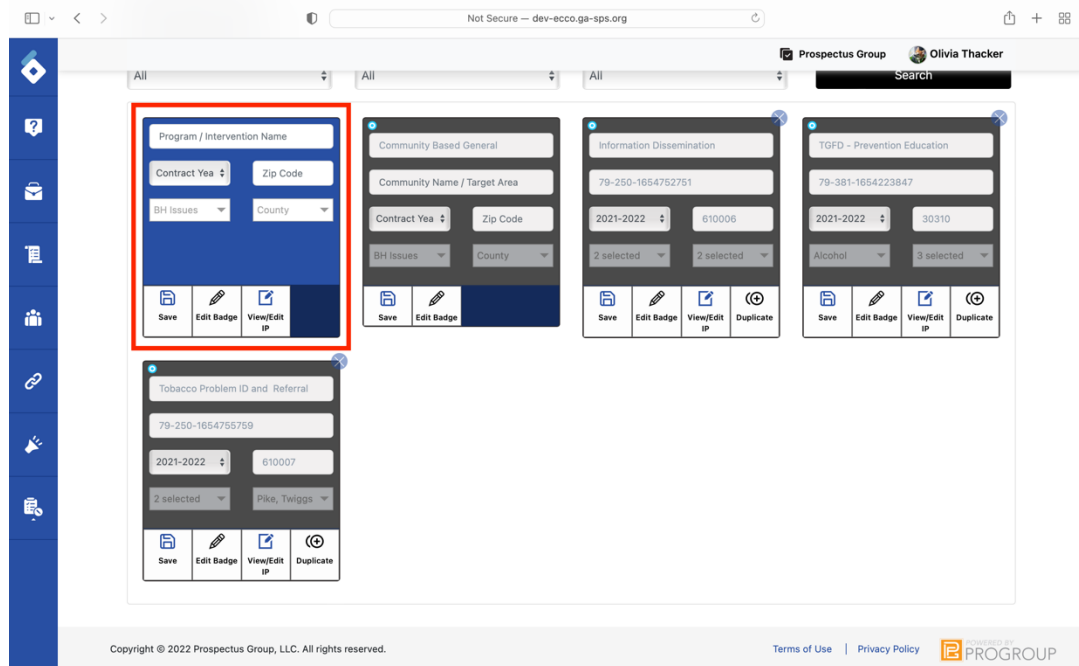 Not Secure — dev-ecco.ga-sps.org
Prospectus Group
Olivia Thacker
All
All
All
Search
Program / Intervention Name
Contract Yea
Zip Code
BH Issues
County
Save
Edit Badge
View/Edit
IP
Community Based General
Community Name / Target Area
Contract Yea
Zip Code
BH Issues
County
Save
Edit Badge
Information Dissemination
79-250-1654752751
2021-2022
610006
2 selected
2 selected
Save
Edit Badge
View/Edit
IP
Duplicate
TGFD - Prevention Education
79-381-1654223847
2021-2022
30310
Alcohol
3 selected
Save
Edit Badge
View/Edit
IP
Duplicate
Tobacco Problem ID and Referral
79-250-1654755759
2021-2022
610007
2 selected
Pike, Twiggs
Save
Edit Badge
View/Edit
IP
Duplicate
Copyright © 2022 Prospectus Group, LLC. All rights reserved.
Terms of Use | Privacy Policy
POWERED BY
PROGROUP